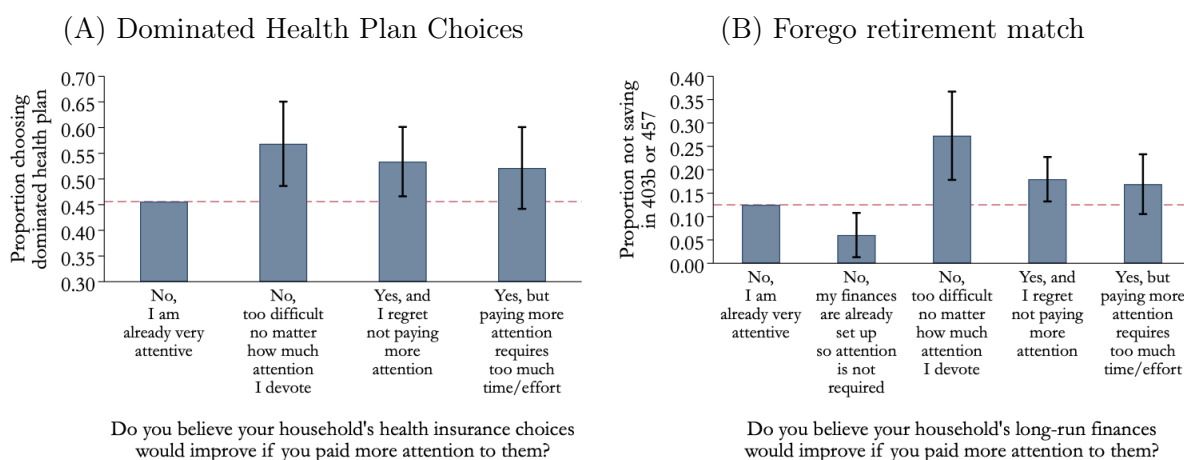 (A) Dominated Health Plan Choices
Proportion choosing
dominated health plan
0.70
0.65
0.60
0.55
0.50
0.45
0.40
0.35
0.30
No,
I am
already very
attentive
No,
too difficult
no matter
how much
attention
I devote
Yes, and
I regret
not paying
more
attention
Yes, but
paying more
attention
requires
too much
time/effort
Do you believe your household's health insurance choices
would improve if you paid more attention to them?
(B) Forego retirement match
Proportion not saving
in 403b or 457
0.40
0.35
0.30
0.25
0.20
0.15
0.10
0.05
0.00
No,
I am
already very
attentive
No,
my finances
are already
set up
so attention
is not
required
No,
too difficult
no matter
how much
attention
I devote
Yes, and
I regret
not paying
more
attention
Yes, but
paying more
attention
requires
too much
time/effort
Do you believe your household's long-run finances
would improve if you paid more attention to them?